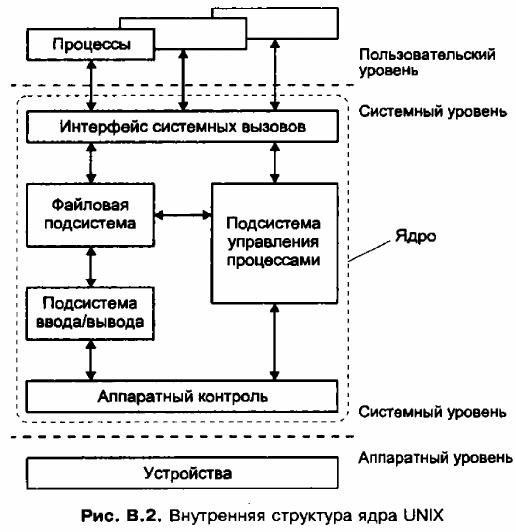 Процессы
Пользовательский
уровень
Системный уровень
Интерфейс системных вызовов
Файловая
подсистема
Подсистема
управления
процессами
Ядро
Подсистема
ввода/вывода
Аппаратный контроль
Системный уровень
Аппаратный уровень
Устройства
Рис. В.2. Внутренняя структура ядра UNIX